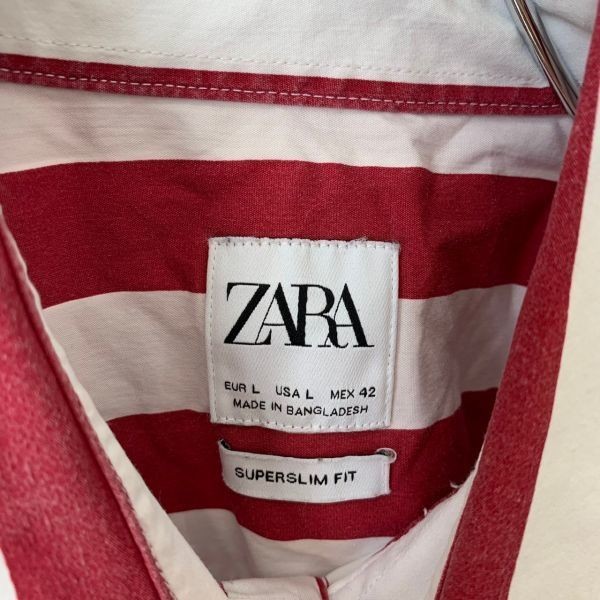 ZARA
EUR L USA L MEX 42
MADE IN BANGLADESH
SUPERSLIM FIT